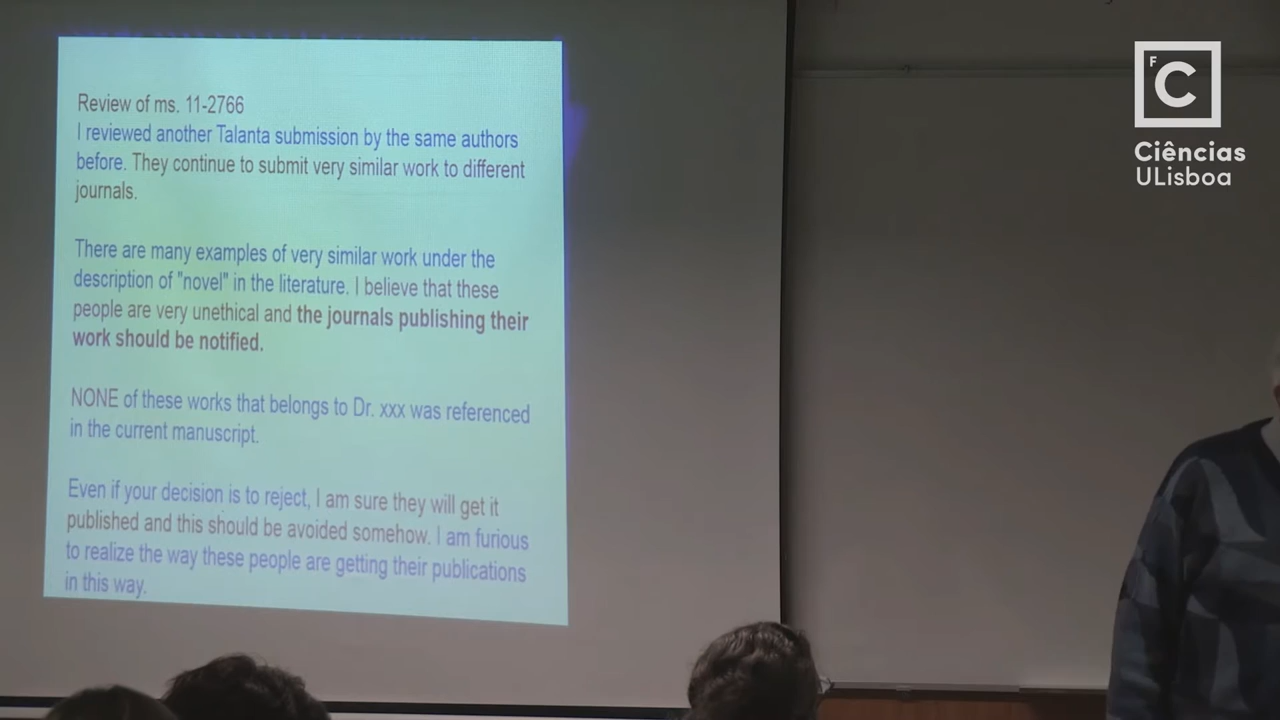 Review of ms. 11-2766
I reviewed another Talanta submission by the same authors
before. They continue to submit very similar work to different
journals.
There are many examples of very similar work under the
description of "novel" in the literature. I believe that these
people are very unethical and the journals publishing their
work should be notified.
NONE of these works that belongs to Dr. xxx was referenced
in the current manuscript.
Even if your decision is to reject, I am sure they will get it
published and this should be avoided somehow. I am furious
to realize the way these people are getting their publications
in this way.
F
C
Ciências
ULisboa